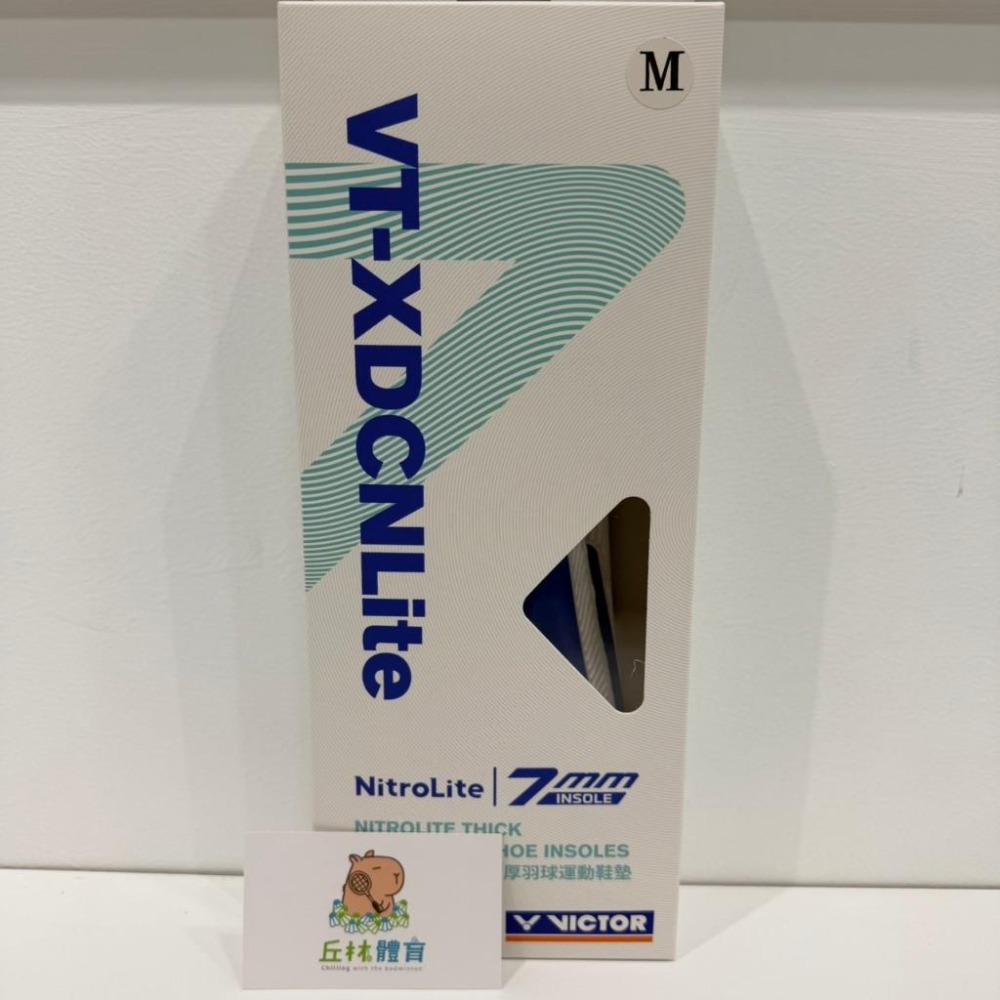 M
VT-XDCNLite
NitroLite
7mm
INSOLE
NITROLITE THICK
HOE INSOLES
厚羽球運動鞋墊
VICTOR
丘林體育
Chilling with the badminton